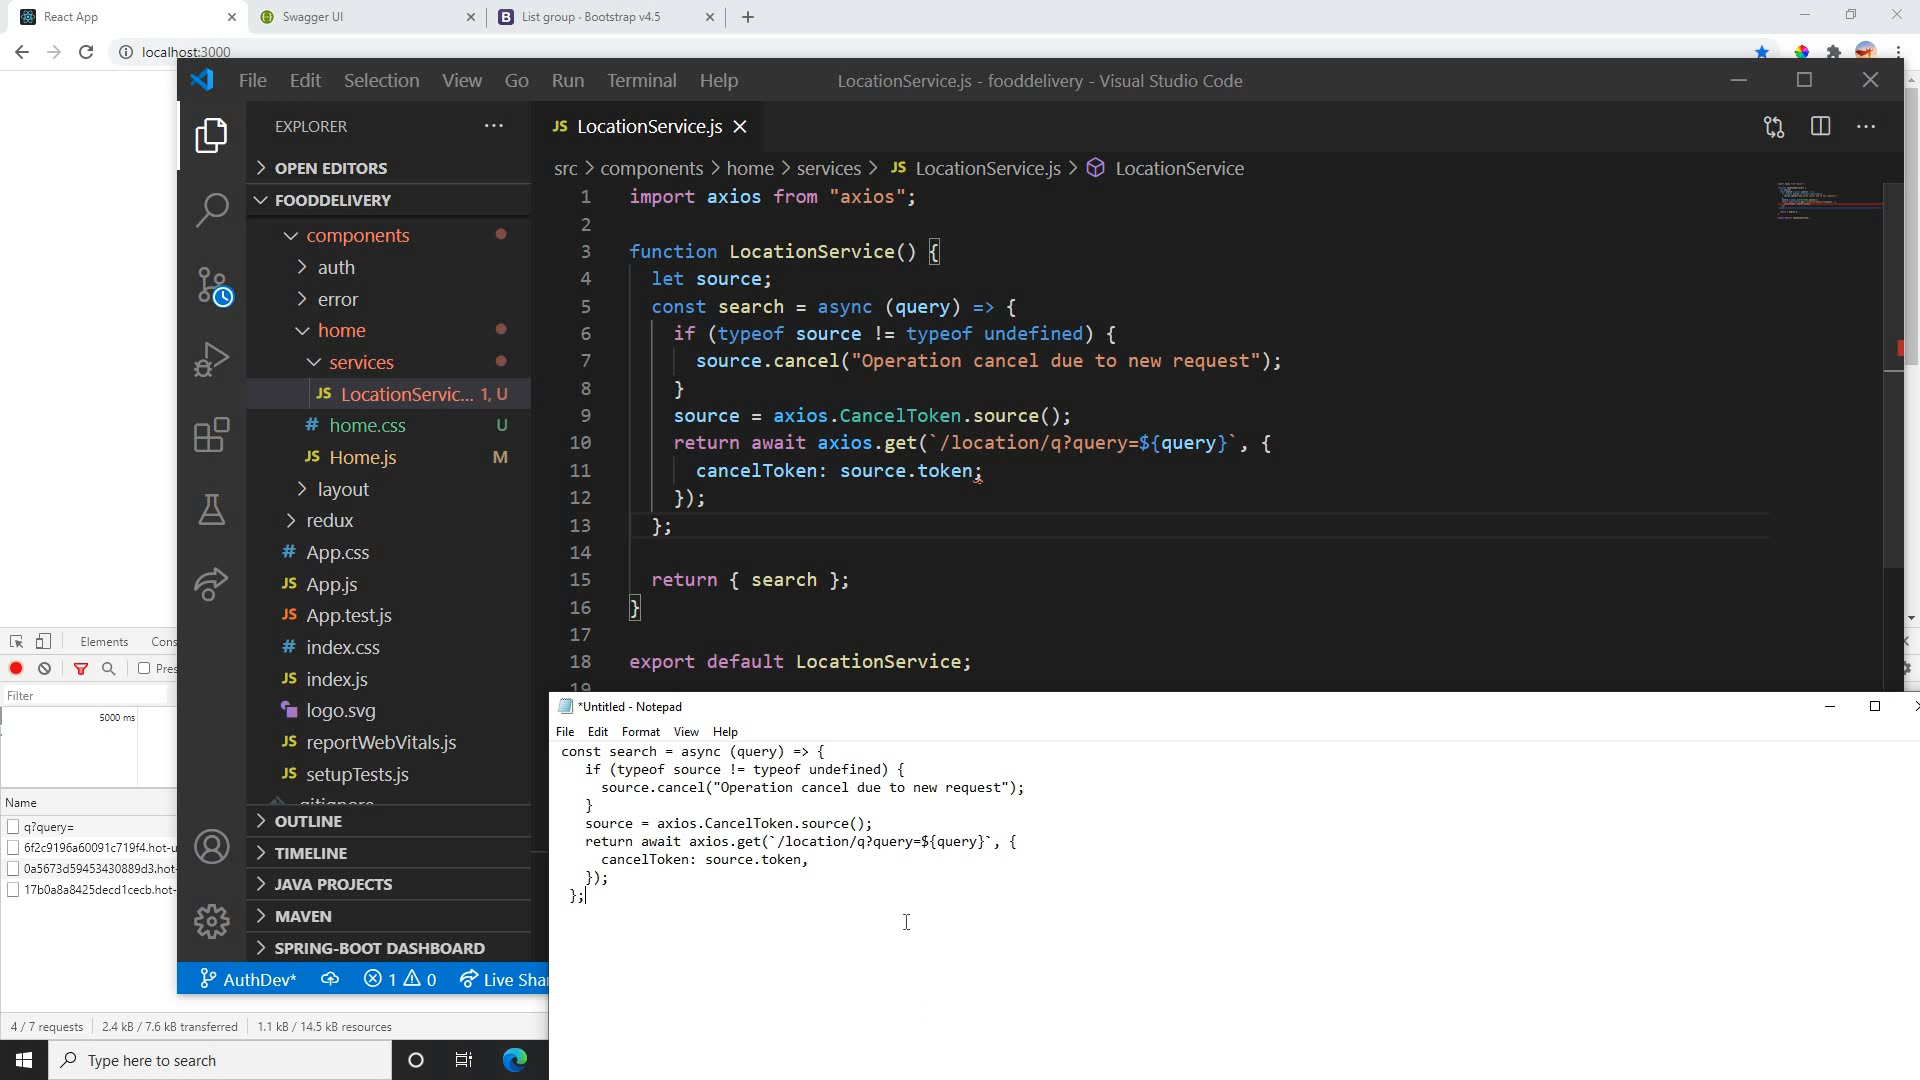 React App
Swagger UI
List group · Bootstrap v4.5
localhost:3000
File Edit Selection View Go Run Terminal Help
LocationService.js - fooddelivery - Visual Studio Code
EXPLORER
LocationService.js
OPEN EDITORS
FOODDELIVERY
components
auth
error
home
services
LocationServic... 1, U
home.css U
Home.js M
layout
redux
App.css
App.js
App.test.js
index.css
index.js
logo.svg
reportWebVitals.js
setupTests.js
OUTLINE
TIMELINE
JAVA PROJECTS
MAVEN
SPRING-BOOT DASHBOARD
AuthDev* 1 0 Live Shar
src > components > home > services > JS LocationService.js > LocationService
1 import axios from "axios";
2
3 function LocationService() {
4 let source;
5 const search = async (query) => {
6 if (typeof source != typeof undefined) {
7 source.cancel("Operation cancel due to new request");
8 }
9 source = axios.CancelToken.source();
10 return await axios.get(`/location/q?query=${query}`, {
11 cancelToken: source.token;
12 });
13 };
14
15 return { search };
16 }
17
18 export default LocationService;
19
*Untitled - Notepad
File Edit Format View Help
const search = async (query) => {
if (typeof source != typeof undefined) {
source.cancel("Operation cancel due to new request");
}
source = axios.CancelToken.source();
return await axios.get(`/location/q?query=${query}`, {
cancelToken: source.token,
});
};
Elements Cons
Pres
Filter
5000 ms
Name
q?query=
6f2c9196a60091c719f4.hot-u
0a5673d59453430889d3.hot-
17b0a8a8425decd1cecb.hot-
4 / 7 requests 2.4 kB / 7.6 kB transferred 1.1 kB / 14.5 kB resources
Type here to search